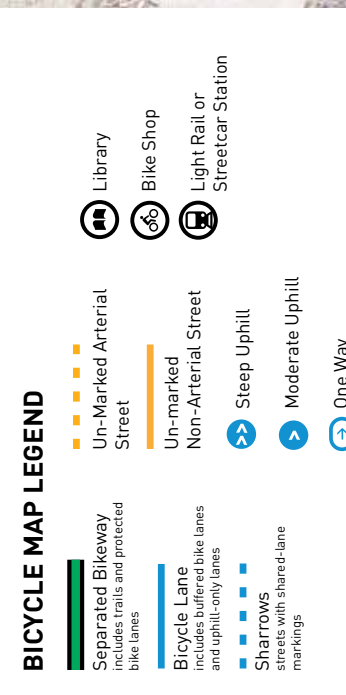 BICYCLE MAP LEGEND
Separated Bikeway
includes trails and protected
bike lanes
Bicycle Lane
includes buffered bike lanes
and uphill-only lanes
Sharrows
streets with shared-lane
markings
Un-Marked Arterial
Street
Un-marked
Non-Arterial Street
Steep Uphill
Moderate Uphill
One Way
Library
Bike Shop
Light Rail or
Streetcar Station